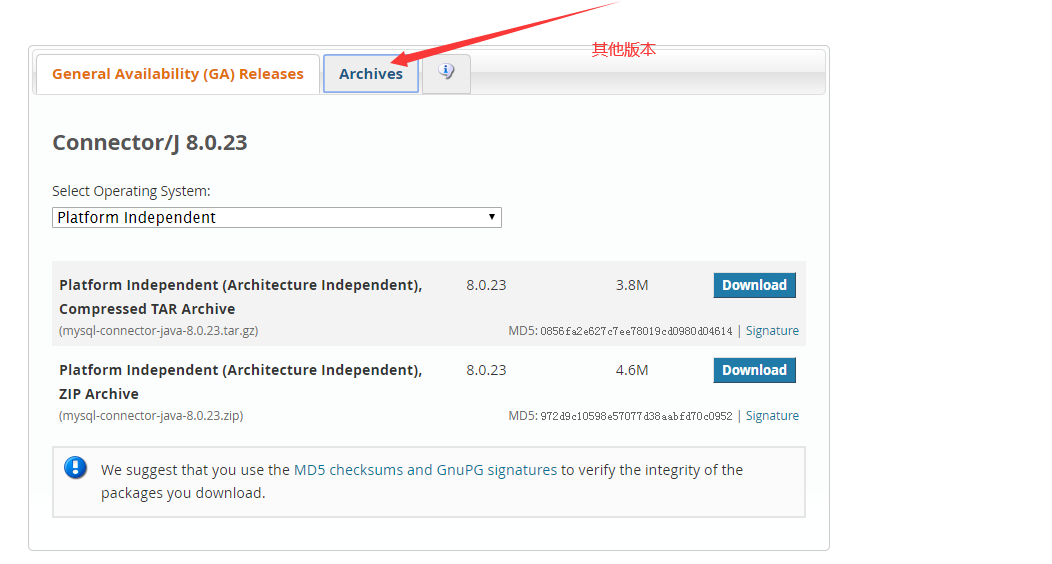 其他版本
General Availability (GA) Releases Archives
Connector/J 8.0.23
Select Operating System:
Platform Independent
Platform Independent (Architecture Independent), 8.0.23 3.8M Download
Compressed TAR Archive
(mysql-connector-java-8.0.23.tar.gz) MD5: 0856fa2e627c7ee78019cd0980d04614 | Signature
Platform Independent (Architecture Independent), 8.0.23 4.6M Download
ZIP Archive
(mysql-connector-java-8.0.23.zip) MD5: 972d9c10598e57077d38aabfd70c0952 | Signature
We suggest that you use the MD5 checksums and GnuPG signatures to verify the integrity of the
packages you download.